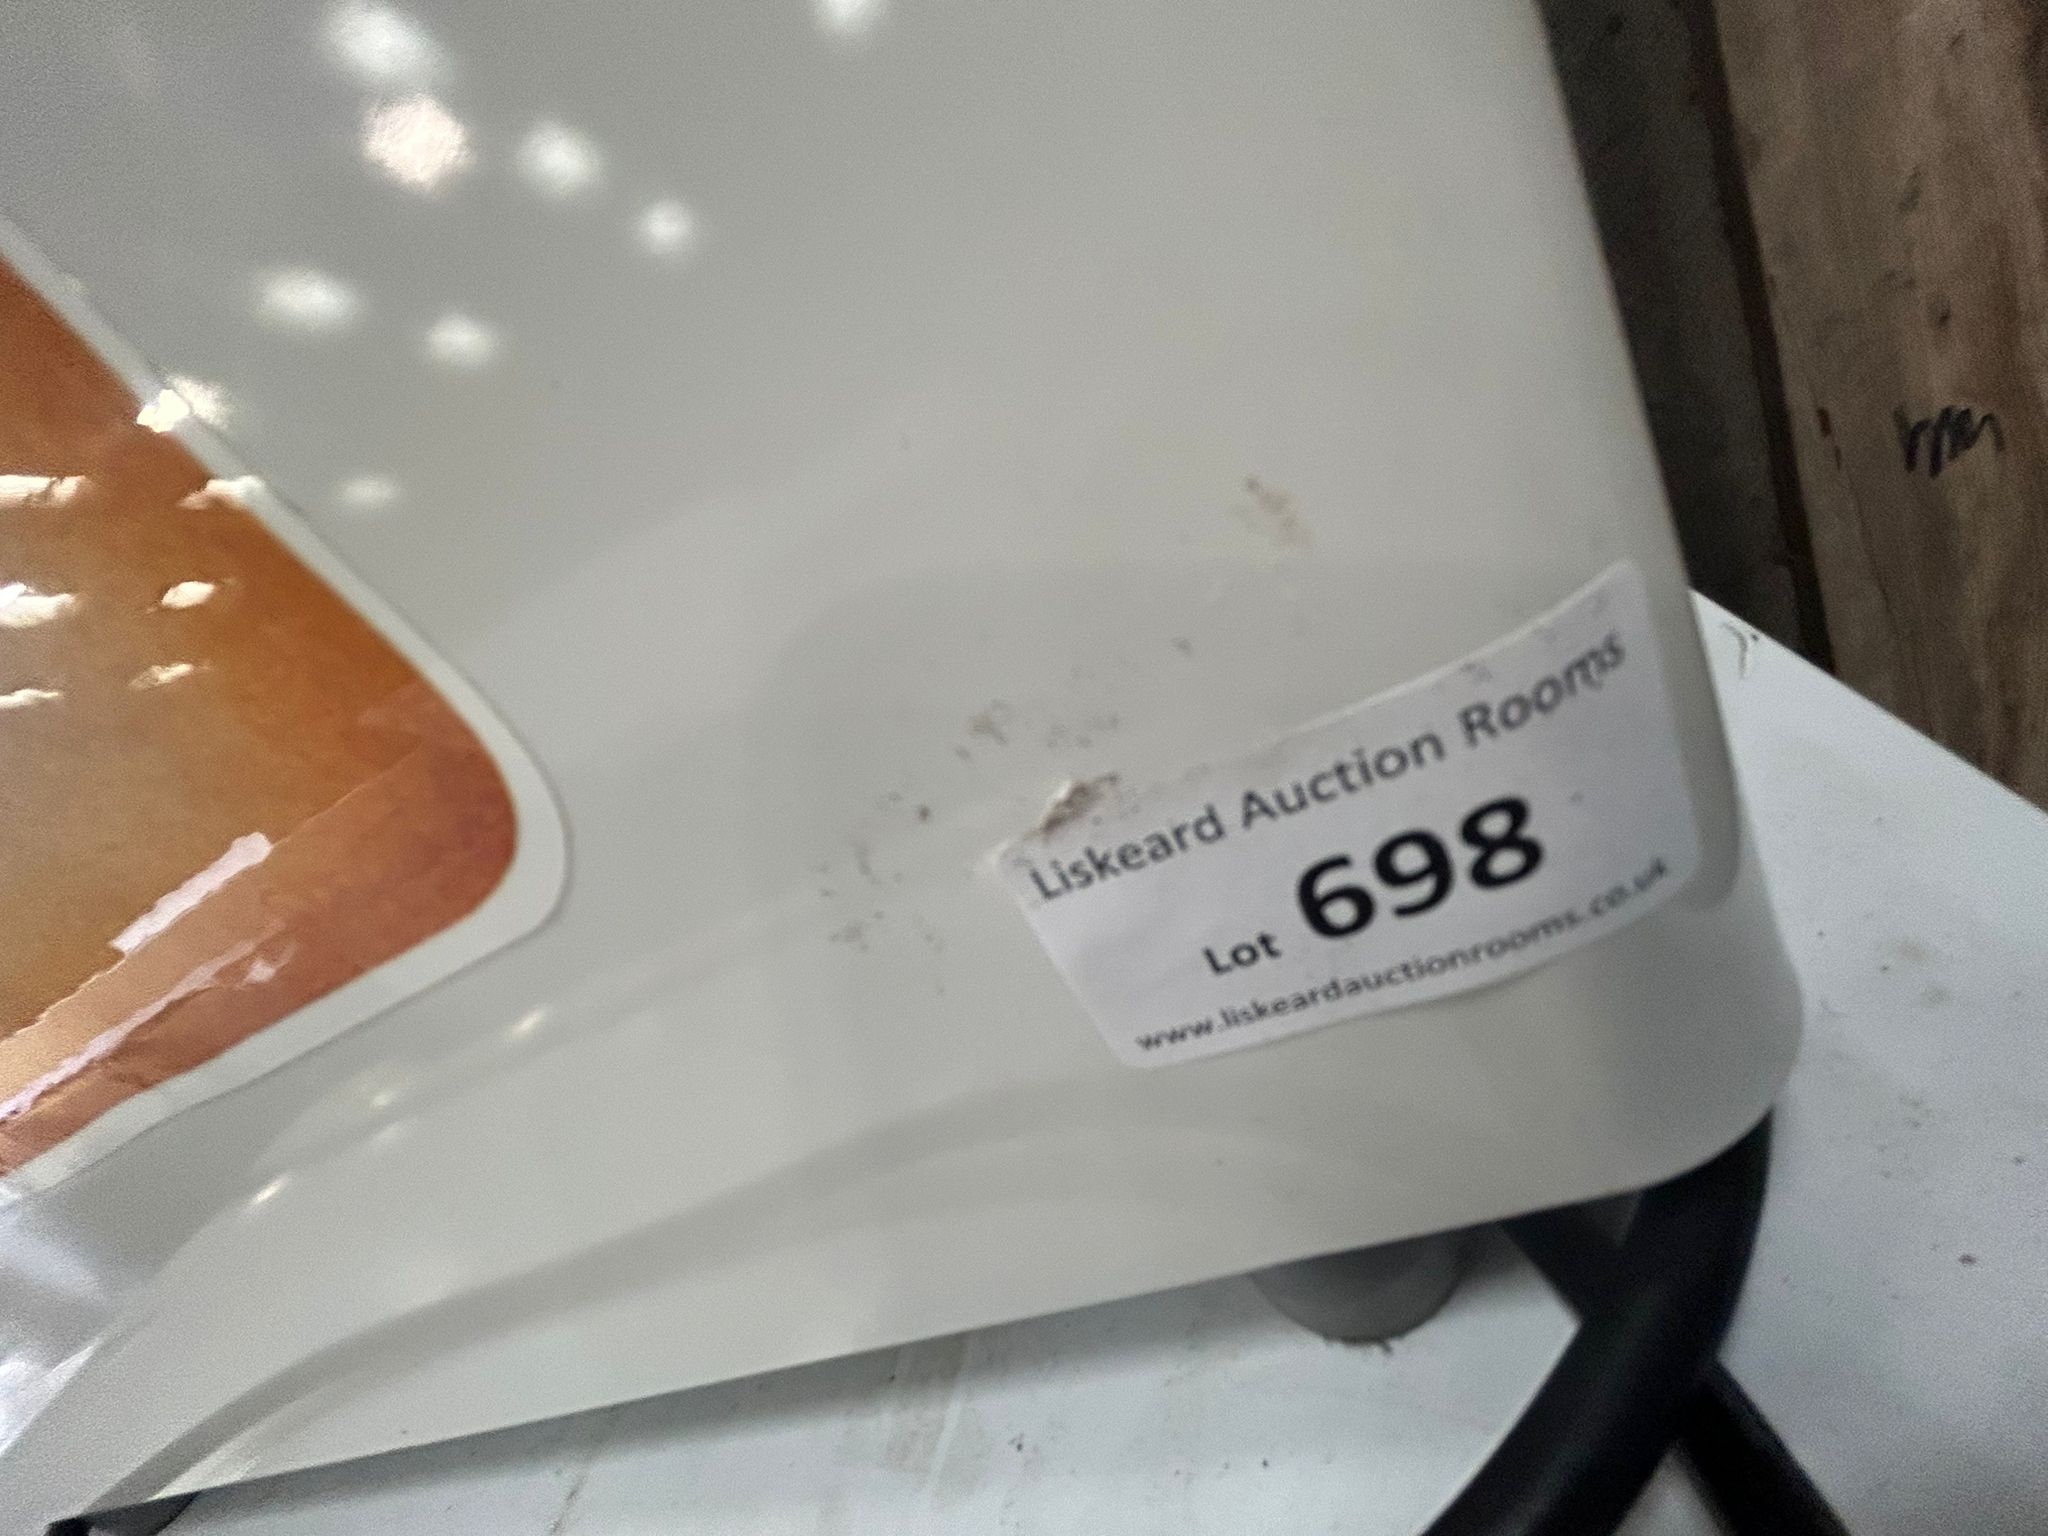 Liskeard Auction Rooms
Lot 698
www.liskeardauctionrooms.co.uk